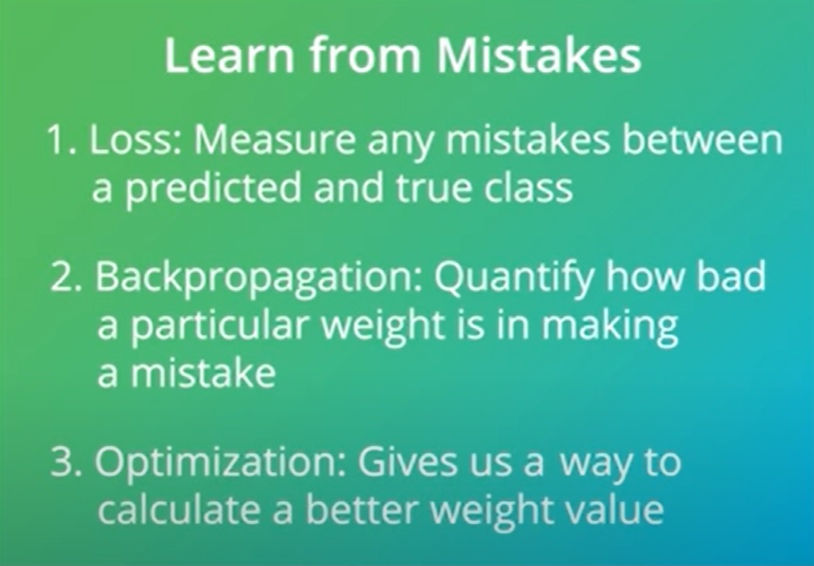 Learn from Mistakes
1. Loss: Measure any mistakes between
a predicted and true class
2. Backpropagation: Quantify how bad
a particular weight is in making
a mistake
3. Optimization: Gives us a way to
calculate a better weight value